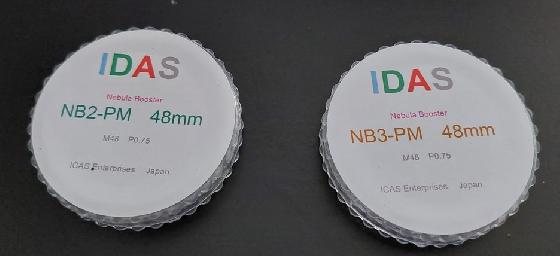 IDAS
Nebula Booster
NB2-PM 48mm
M48 P0.75
ICAS Enterprises Japan
IDAS
Nebula Booster
NB3-PM 48mm
M48 P0.75
ICAS Enterprises Japan